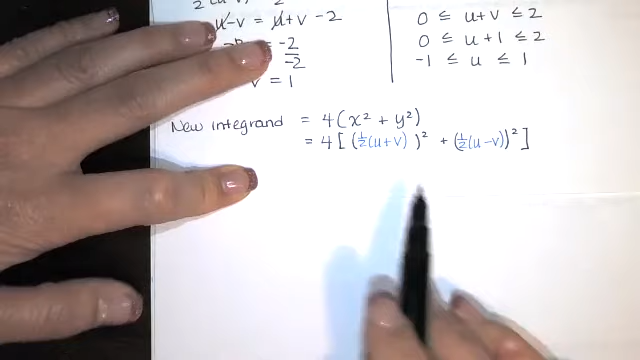 u-v = u+v-2
-2
-2
v = 1
0 ≤ u+v ≤ 2
0 ≤ u+1 ≤ 2
-1 ≤ u ≤ 1
New integrand = 4(x² + y²)
= 4[(½(u+v))² + (½(u-v))²]